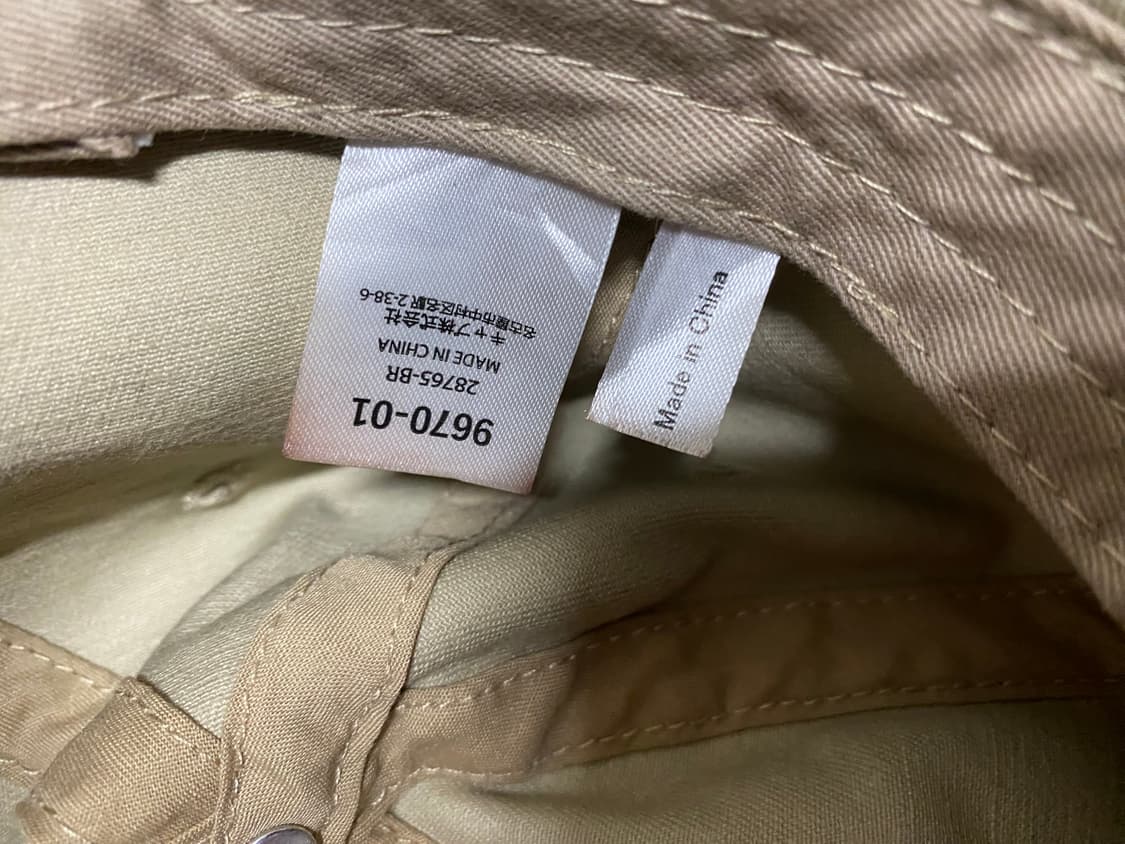 9670-01
28765-BR
MADE IN CHINA
キャブ株式会社
名古屋市中村区名駅 2-38-6
Made in China